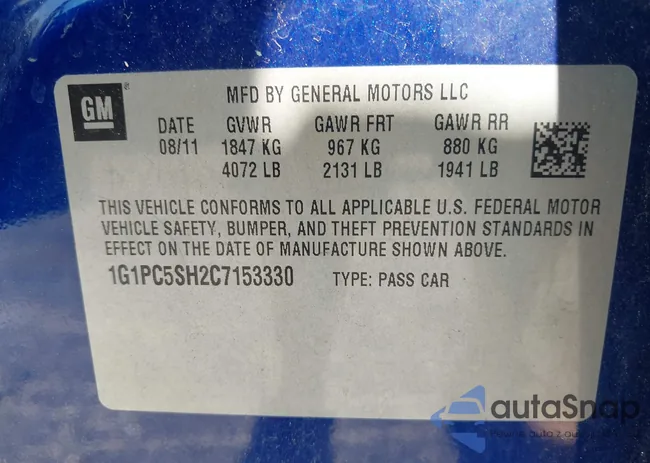 GM
MFD BY GENERAL MOTORS LLC
DATE GVWR GAWR FRT GAWR RR
08/11 1847 KG 967 KG 880 KG
4072 LB 2131 LB 1941 LB
THIS VEHICLE CONFORMS TO ALL APPLICABLE U.S. FEDERAL MOTOR
VEHICLE SAFETY, BUMPER, AND THEFT PREVENTION STANDARDS IN
EFFECT ON THE DATE OF MANUFACTURE SHOWN ABOVE.
1G1PC5SH2C7153330 TYPE: PASS CAR
autaSnap